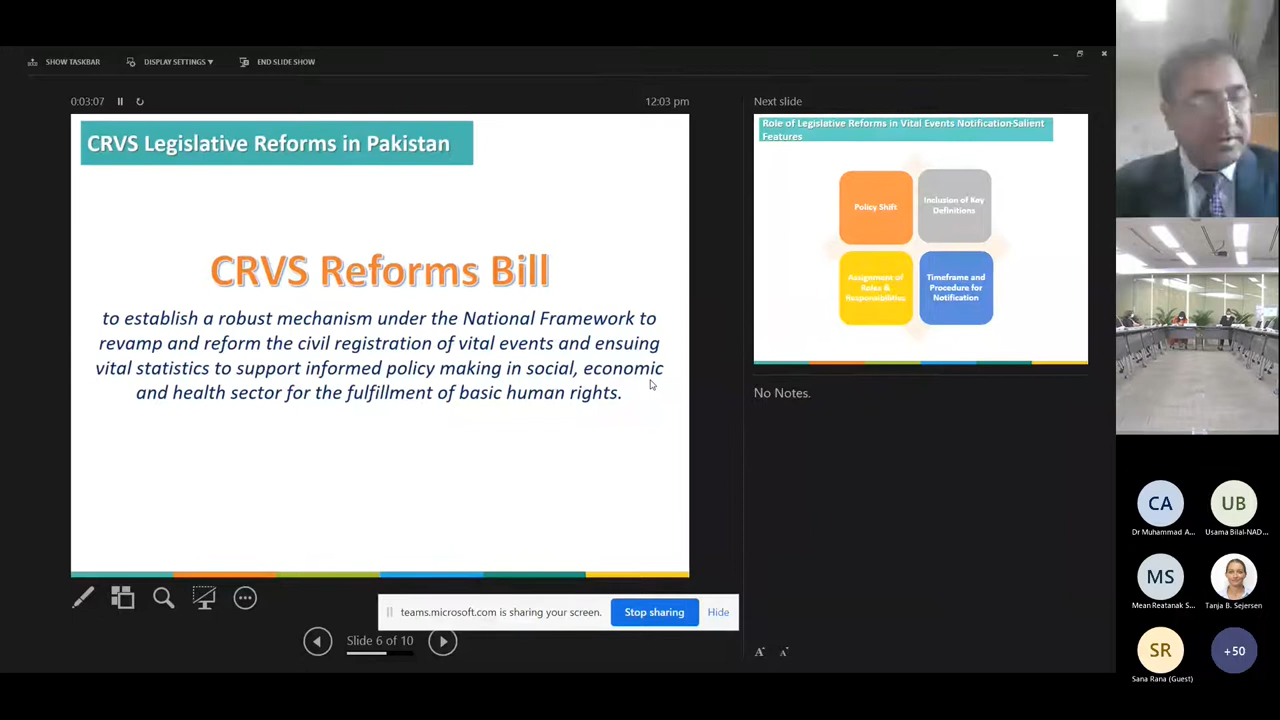 SHOW TASKBAR
DISPLAY SETTINGS ▼
END SLIDE SHOW
0:03:07
12:03 pm
CRVS Legislative Reforms in Pakistan
CRVS Reforms Bill
to establish a robust mechanism under the National Framework to
revamp and reform the civil registration of vital events and ensuing
vital statistics to support informed policy making in social, economic
and health sector for the fulfillment of basic human rights.
Next slide
Role of Legislative Reforms in Vital Events Notification-Salient
Features
Policy Shift
Inclusion of Key
Definitions
Assignment of
Roles &
Responsibilities
Timeframe and
Procedure for
Notification
No Notes.
teams.microsoft.com is sharing your screen.
Stop sharing
Hide
Slide 6 of 10
A
A
CA
Dr Muhammad A...
UB
Usama Bilal-NAD...
MS
Mean Reatanak S...
Tanja B. Sejersen
SR
Sana Rana (Guest)
+50